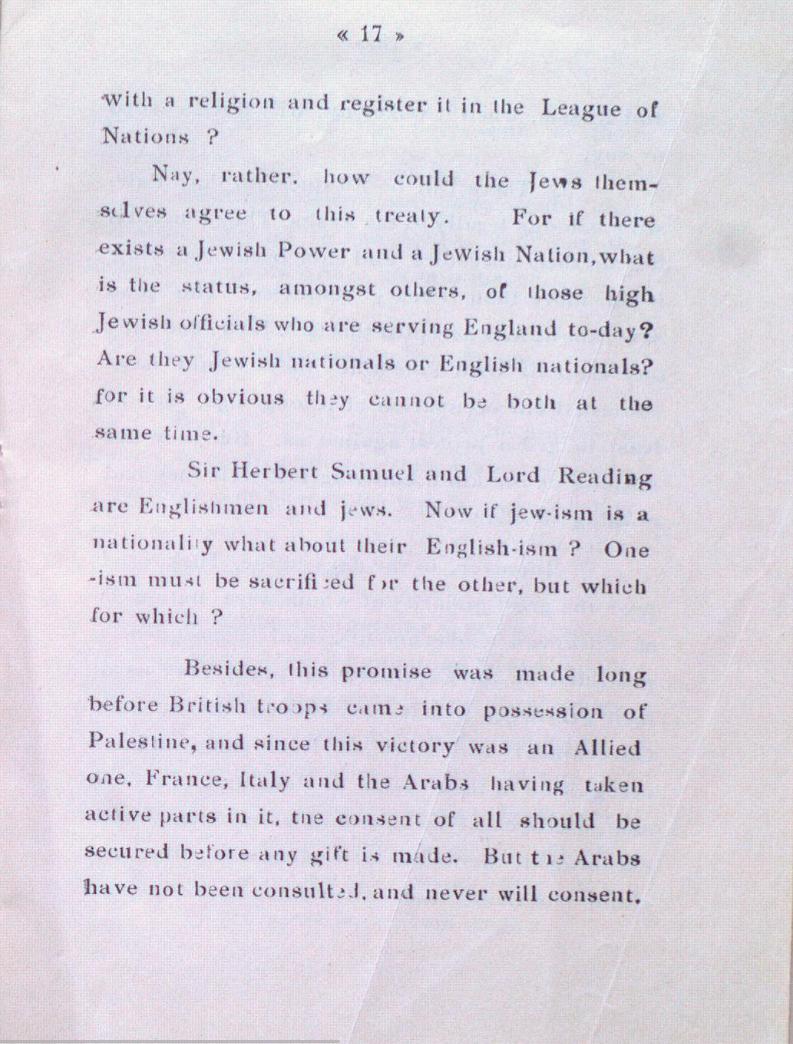 « 17 »
with a religion and register it in the League of
Nations ?
Nay, rather. how could the Jews them-
selves agree to this treaty. For if there
exists a Jewish Power and a JeWish Nation,what
is the status, amongst others, of those high
Jewish officials who are serving England to-day?
Are they Jewish nationals or English nationals?
for it is obvious they cannot be both at the
same time.
Sir Herbert Samuel and Lord Reading
are Englishmen and jews. Now if jew-ism is a
nationality what about their English-ism ? One
-ism must be sacrificed for the other, but which
for which ?
Besides, this promise was made long
before British troops came into possession of
Palestine, and since this victory was an Allied
one, France, Italy and the Arabs having taken
active parts in it, tne consent of all should be
secured before any gift is made. But the Arabs
have not been consulted, and never will consent.